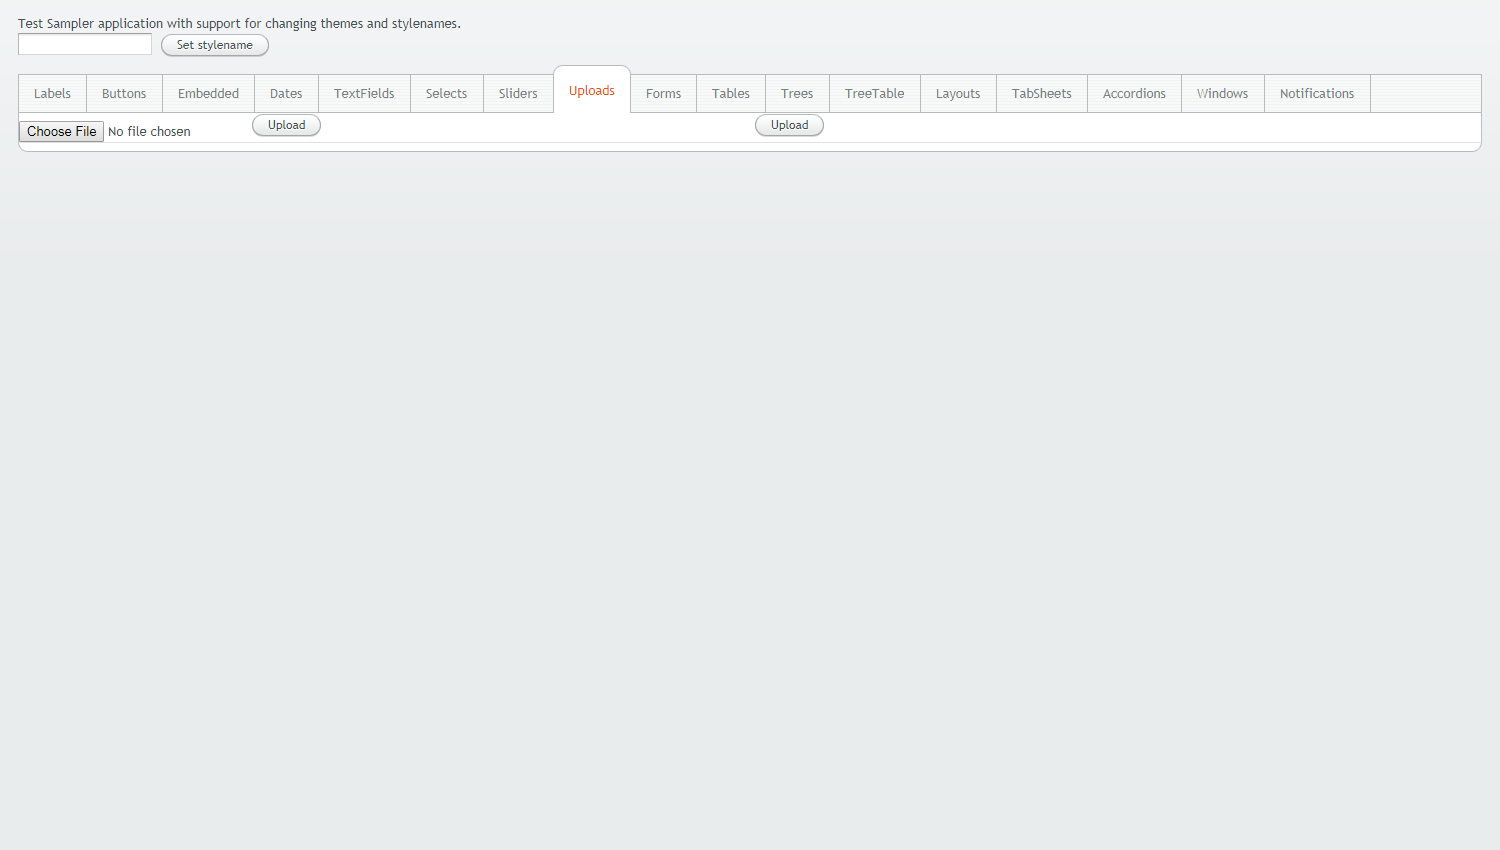 Test Sampler application with support for changing themes and stylenames.
Set stylename
Labels Buttons Embedded Dates TextFields Selects Sliders Uploads Forms Tables Trees TreeTable Layouts TabSheets Accordions Windows Notifications
Choose File No file chosen Upload Upload